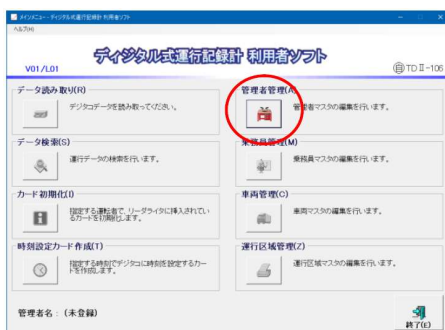 メインメニュー - ディジタル式運行記録計 利用者ソフト
ヘルプ(H)
ディジタル式運行記録計 利用者ソフト
V01/L01
TDⅡ-106
データ読み取り(R)
デジタコデータを読み取ってください。
管理者管理(A)
管理者マスタの編集を行います。
データ検索(S)
運行データの検索を行います。
乗務員管理(M)
乗務員マスタの編集を行います。
カード初期化(I)
指定する運転者で、リーダライタに挿入されているカードを初期化します。
車両管理(C)
車両マスタの編集を行います。
時刻設定カード作成(T)
指定する時刻でデジタコに時刻を設定するカードを作成します。
運行区域管理(Z)
運行区域マスタの編集を行います。
管理者名：(未登録)
終了(E)